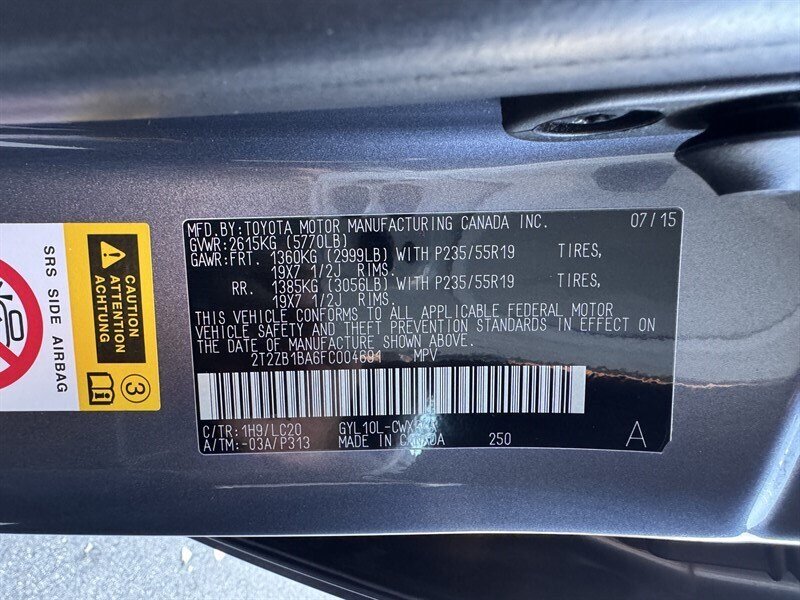 MFD.BY:TOYOTA MOTOR MANUFACTURING CANADA INC. 07/15
GVWR:2615KG (5770LB)
GAWR:FRT. 1360KG (2999LB) WITH P235/55R19 TIRES,
19X7 1/2J RIMS.
RR. 1385KG (3056LB) WITH P235/55R19 TIRES,
19X7 1/2J RIMS.
THIS VEHICLE CONFORMS TO ALL APPLICABLE FEDERAL MOTOR
VEHICLE SAFETY AND THEFT PREVENTION STANDARDS IN EFFECT ON
THE DATE OF MANUFACTURE SHOWN ABOVE.
MPV
C/TR:1H9/LC20
A/TM:-03A/P313 MADE IN CANADA 250 A
SRS SIDE AIRBAG
CAUTION
ATTENTION
ACHTUNG
3